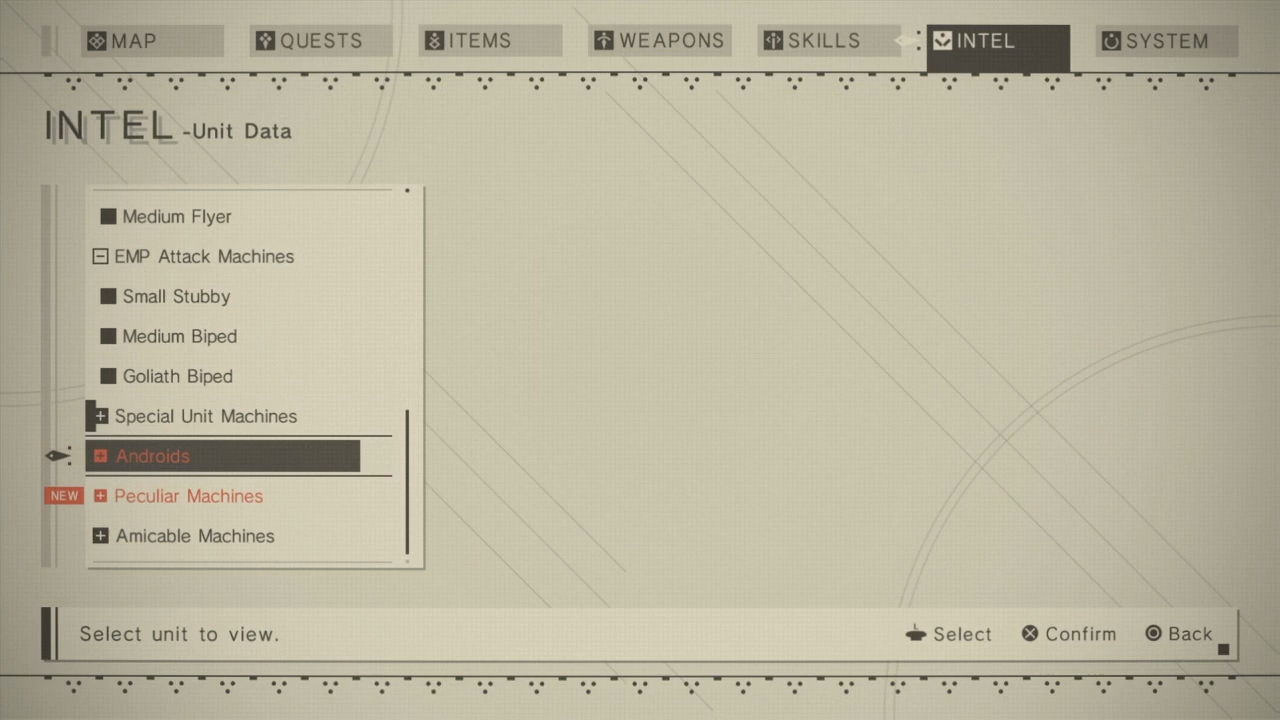 MAP QUESTS ITEMS WEAPONS SKILLS INTEL SYSTEM
INTEL -Unit Data
Medium Flyer
EMP Attack Machines
Small Stubby
Medium Biped
Goliath Biped
Special Unit Machines
Androids
NEW Peculiar Machines
Amicable Machines
Select unit to view.
Select Confirm Back